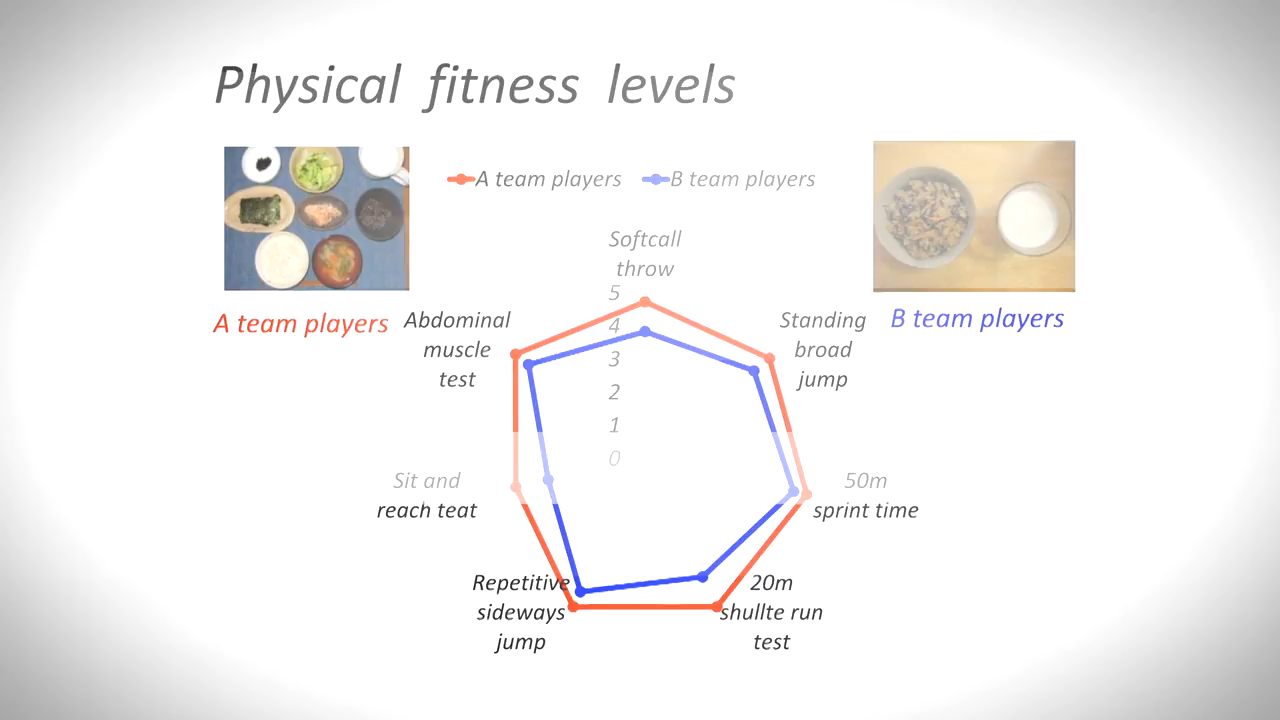 Physical fitness levels
A team players
B team players
Softcall
throw
5
4
3
2
1
0
A team players
Abdominal
muscle
test
Standing
broad
jump
B team players
Sit and
reach teat
50m
sprint time
Repetitive
sideways
jump
20m
shullte run
test